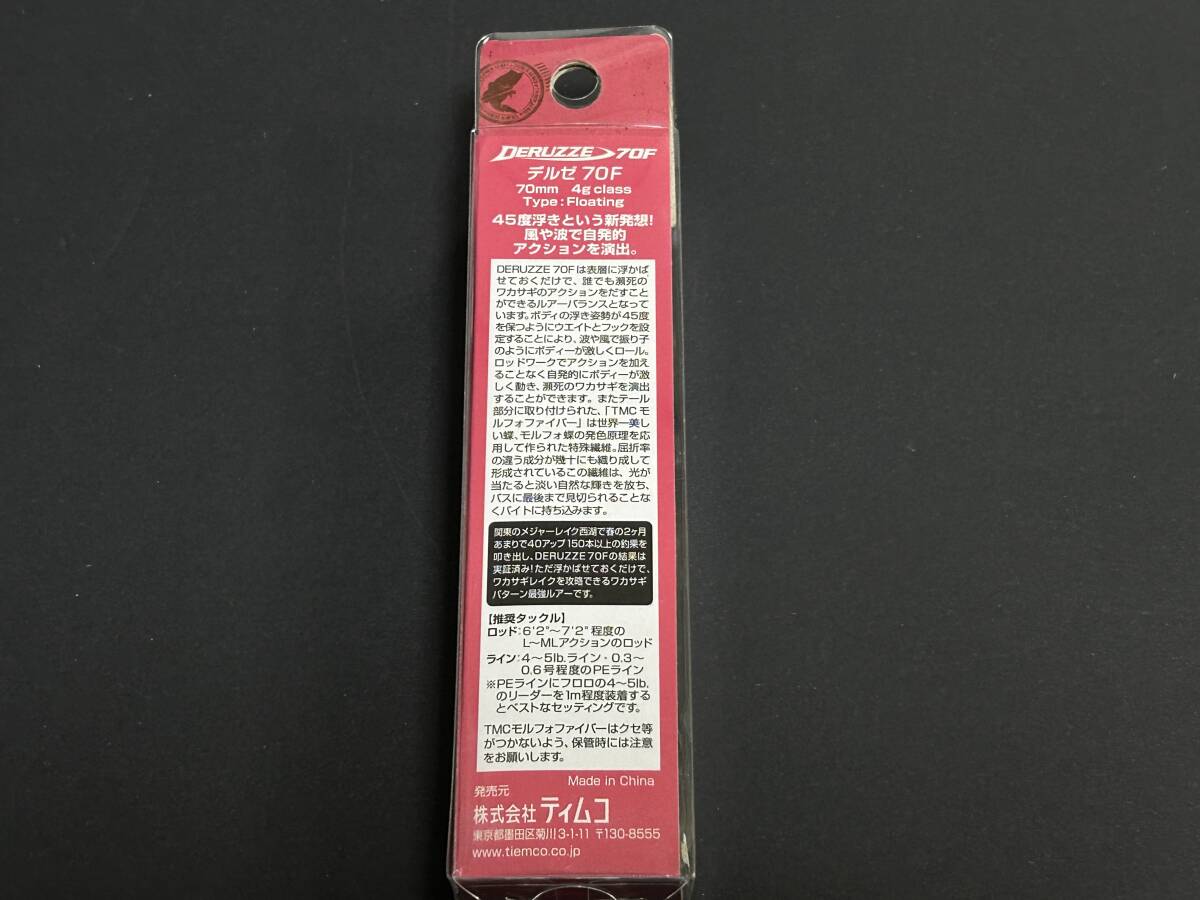 DERUZZE 70F
デルゼ 70F
70mm 4g class
Type : Floating
45度浮きという新発想!
風や波で自発的
アクションを演出。
DERUZZE 70Fは表層に浮かば
せておくだけで、誰でも瀕死の
ワカサギのアクションをだすこと
ができるルアーバランスとなって
います。ボディの浮き姿勢が45度
を保つようにウエイトとフックを設
定することにより、波や風で振り子
のようにボディーが激しくロール。
ロッドワークでアクションを加え
ることなく自発的にボディーが激
しく動き、瀕死のワカサギを演出
することができます。またテール
部分に取り付けられた、「TMCモ
ルフォファイバー」は世界一美し
い蝶、モルフォ蝶の発色原理を応
用して作られた特殊繊維。屈折率
の違う成分が幾十にも織り成して
形成されているこの繊維は、光が
当たると淡い自然な輝きを放ち、
バスに最後まで見切られることな
くバイトに持ち込みます。
関東のメジャーレイク西湖で春の2ヶ月
あまりで40アップ150本以上の釣果を
叩き出し、DERUZZE 70Fの結果は
実証済み!ただ浮かばせておくだけで、
ワカサギレイクを攻略できるワカサギ
パターン最強ルアーです。
【推奨タックル】
ロッド:6'2"〜7'2"程度の
L〜MLアクションのロッド
ライン:4〜5lb.ライン・0.3〜
0.6号程度のPEライン
※PEラインにフロロの4〜5lb.
のリーダーを1m程度装着する
とベストなセッティングです。
TMCモルフォファイバーはクセ等
がつかないよう、保管時には注意
をお願いします。
Made in China
発売元
株式会社 ティムコ
東京都墨田区菊川3-1-11 〒130-8555
www.tiemco.co.jp